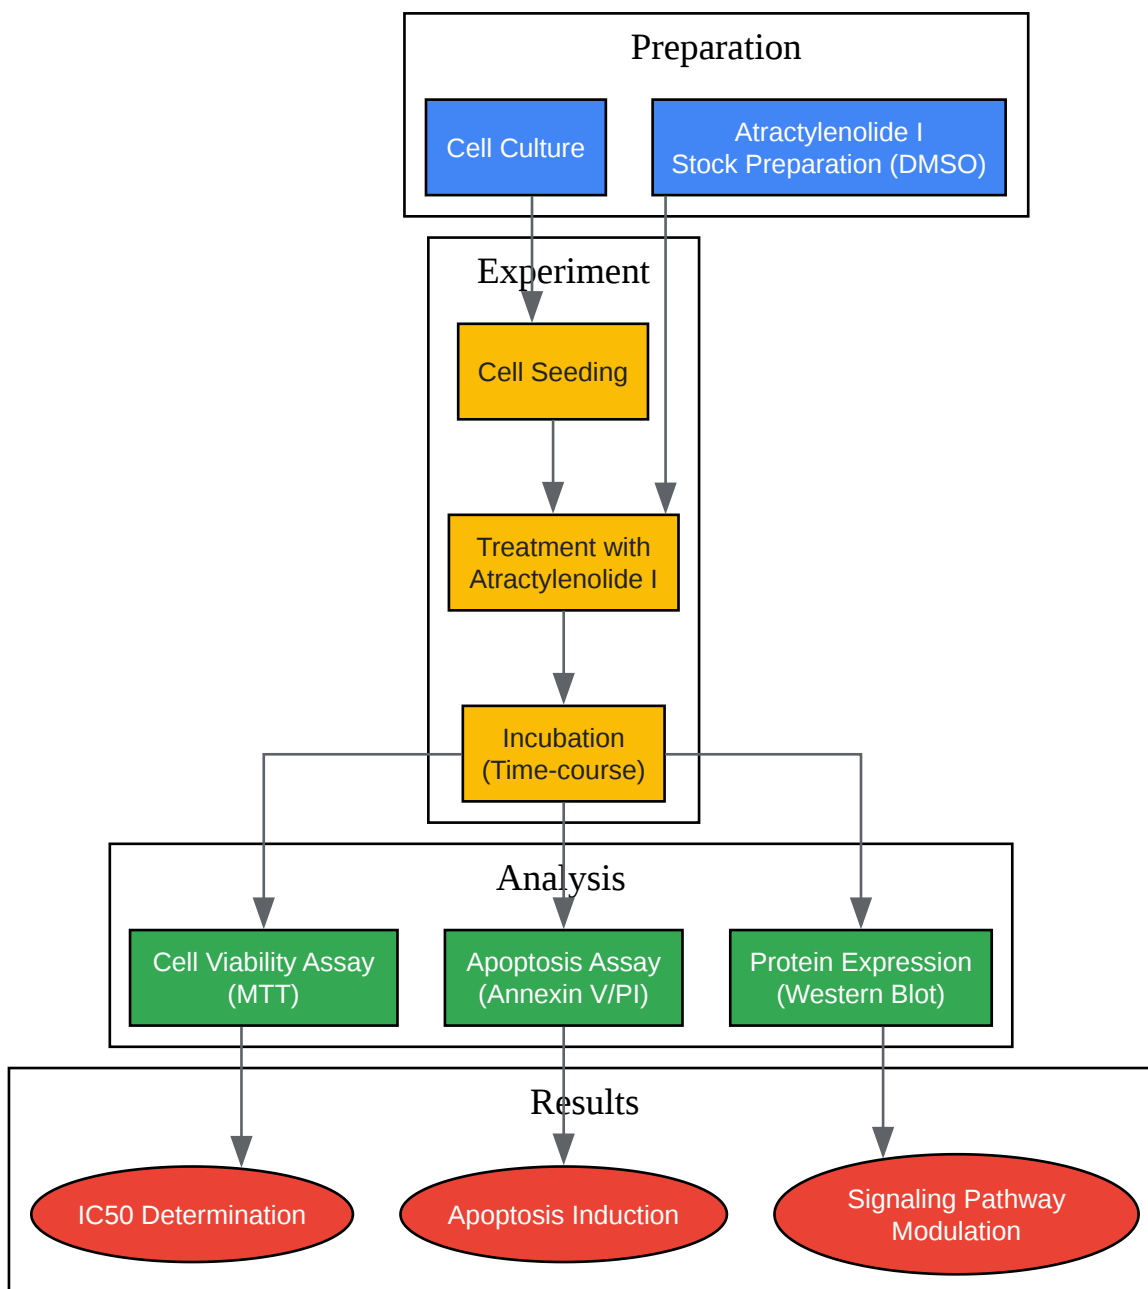 Preparation
Cell Culture
Atractylenolide I
Stock Preparation (DMSO)
Experiment
Cell Seeding
Treatment with
Atractylenolide I
Incubation
(Time-course)
Analysis
Cell Viability Assay
(MTT)
Apoptosis Assay
(Annexin V/PI)
Protein Expression
(Western Blot)
Results
IC50 Determination
Apoptosis Induction
Signaling Pathway
Modulation